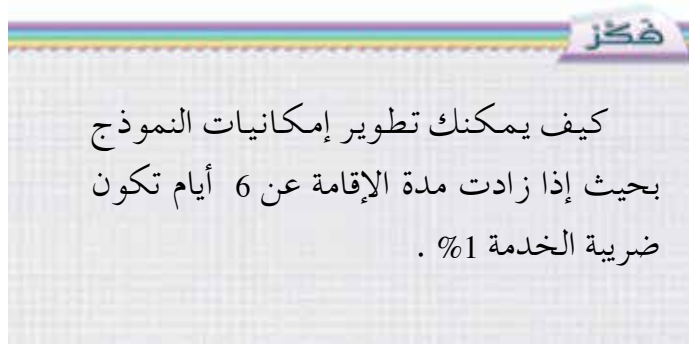 فكر
كيف يمكنك تطوير إمكانيات النموذج
بحيث إذا زادت مدة الإقامة عن 6 أيام تكون
ضريبة الخدمة 1% .